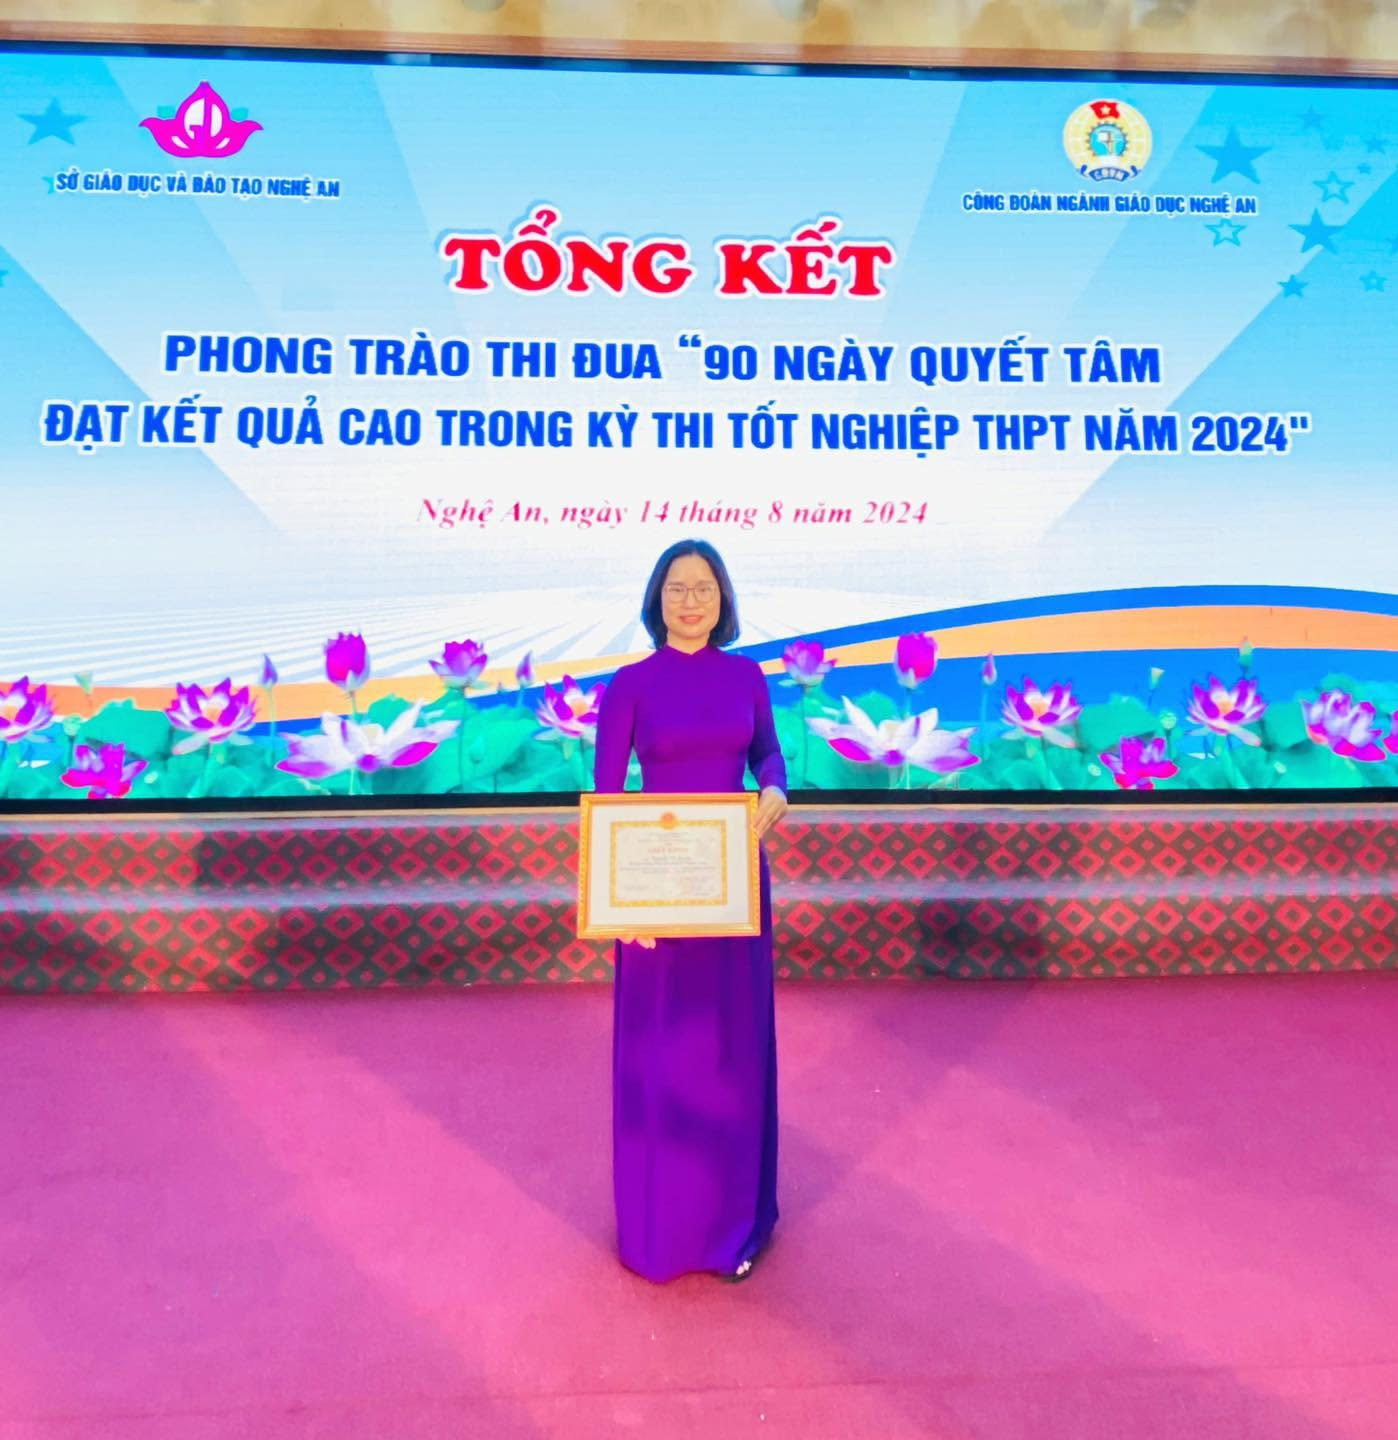 SỞ GIÁO DỤC VÀ ĐÀO TẠO NGHỆ AN
CÔNG ĐOÀN NGÀNH GIÁO DỤC NGHỆ AN
TỔNG KẾT
PHONG TRÀO THI ĐUA “90 NGÀY QUYẾT TÂM
ĐẠT KẾT QUẢ CAO TRONG KỲ THI TỐT NGHIỆP THPT NĂM 2024"
Nghệ An, ngày 14 tháng 8 năm 2024